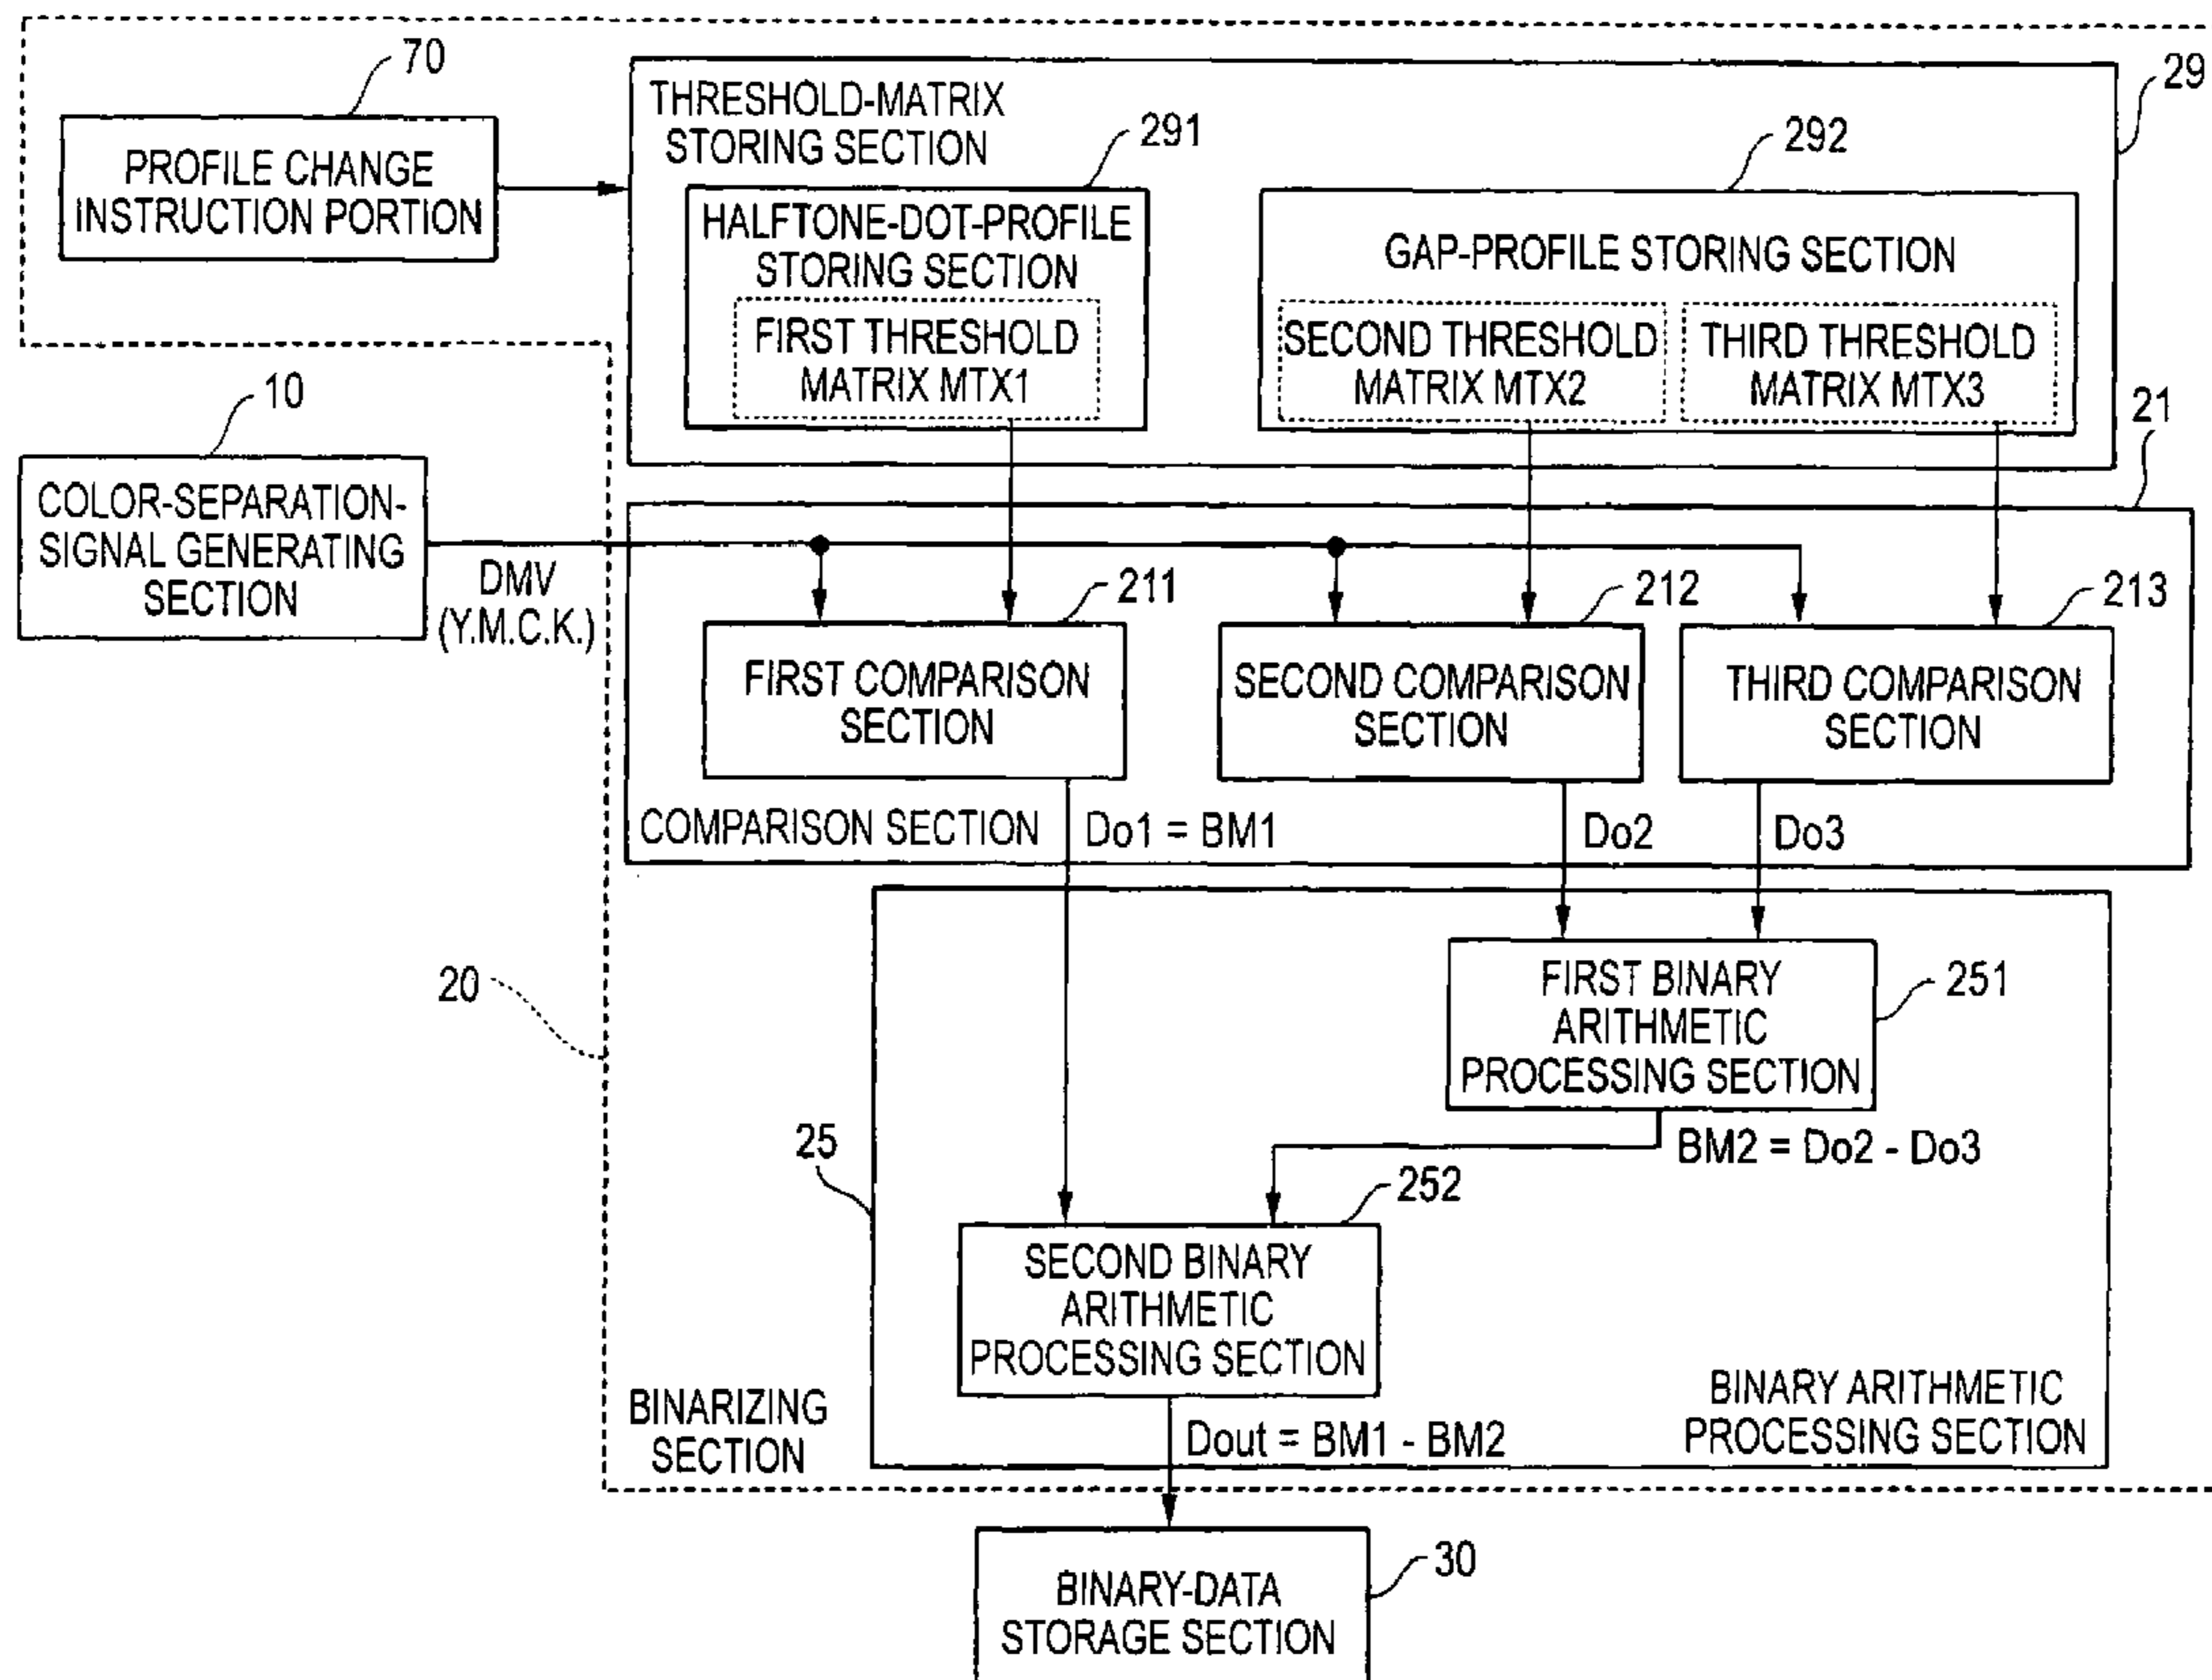 70
PROFILE CHANGE
INSTRUCTION PORTION
THRESHOLD-MATRIX
STORING SECTION
29
291
HALFTONE-DOT-PROFILE
STORING SECTION
FIRST THRESHOLD
MATRIX MTX1
292
GAP-PROFILE STORING SECTION
SECOND THRESHOLD
MATRIX MTX2
THIRD THRESHOLD
MATRIX MTX3
10
COLOR-SEPARATION-
SIGNAL GENERATING
SECTION
DMV
(Y.M.C.K.)
21
211
FIRST COMPARISON
SECTION
212
SECOND COMPARISON
SECTION
213
THIRD COMPARISON
SECTION
COMPARISON SECTION
Do1 = BM1
Do2
Do3
20
FIRST BINARY
ARITHMETIC
PROCESSING SECTION
251
BM2 = Do2 - Do3
25
252
SECOND BINARY
ARITHMETIC
PROCESSING SECTION
BINARIZING
SECTION
Dout = BM1 - BM2
BINARY ARITHMETIC
PROCESSING SECTION
30
BINARY-DATA
STORAGE SECTION